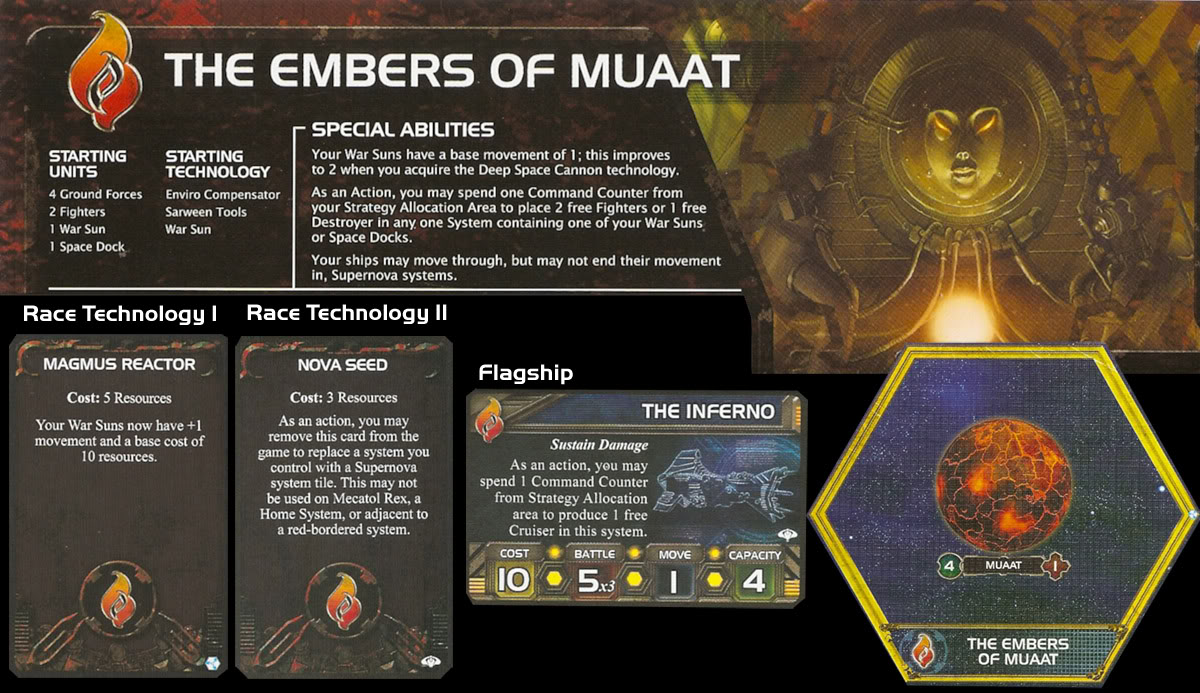 THE EMBERS OF MUAAT
STARTING
UNITS
4 Ground Forces
2 Fighters
1 War Sun
1 Space Dock
STARTING
TECHNOLOGY
Enviro Compensator
Sarween Tools
War Sun
SPECIAL ABILITIES
Your War Suns have a base movement of 1; this improves
to 2 when you acquire the Deep Space Cannon technology.
As an Action, you may spend one Command Counter from
your Strategy Allocation Area to place 2 free Fighters or 1 free
Destroyer in any one System containing one of your War Suns
or Space Docks.
Your ships may move through, but may not end their movement
in, Supernova systems.
Race Technology I
MAGMUS REACTOR
Cost: 5 Resources
Your War Suns now have +1
movement and a base cost of
10 resources.
Race Technology II
NOVA SEED
Cost: 3 Resources
As an action, you may
remove this card from the
game to replace a system you
control with a Supernova
system tile. This may not
be used on Mecatol Rex, a
Home System, or adjacent to
a red-bordered system.
Flagship
THE INFERNO
Sustain Damage
As an action, you may
spend 1 Command Counter
from Strategy Allocation
area to produce 1 free
Cruiser in this system.
COST BATTLE MOVE CAPACITY
10 5x3 1 4
4 MUAAT 1
THE EMBERS
OF MUAAT